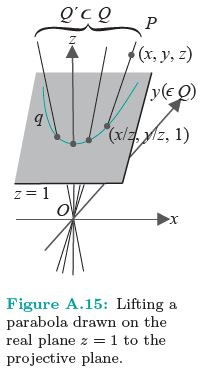 Q′⊂ Q
P
z
(x, y, z)
y(∈ Q)
q
(x/z, y/z, 1)
z = 1
O
x
Figure A.15: Lifting a
parabola drawn on the
real plane z = 1 to the
projective plane.